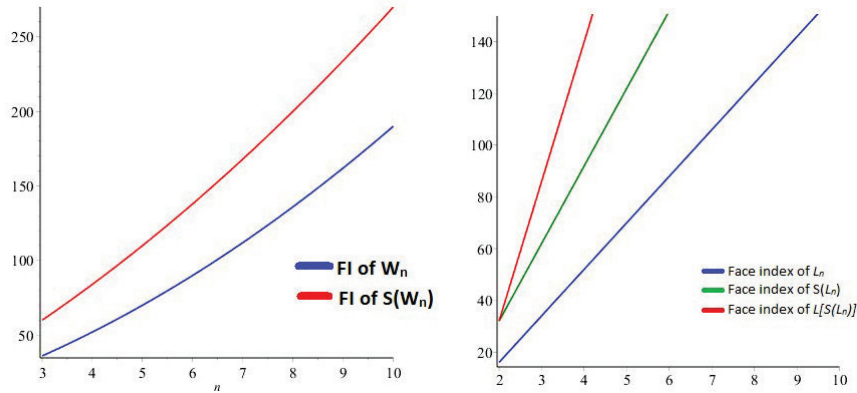 250
200
150
100
50
3 4 5 6 7 8 9 10
n
FI of Wn
FI of S(Wn)
140
120
100
80
60
40
20
2 3 4 5 6 7 8 9 10
Face index of Ln
Face index of S(Ln)
Face index of L[S(Ln)]